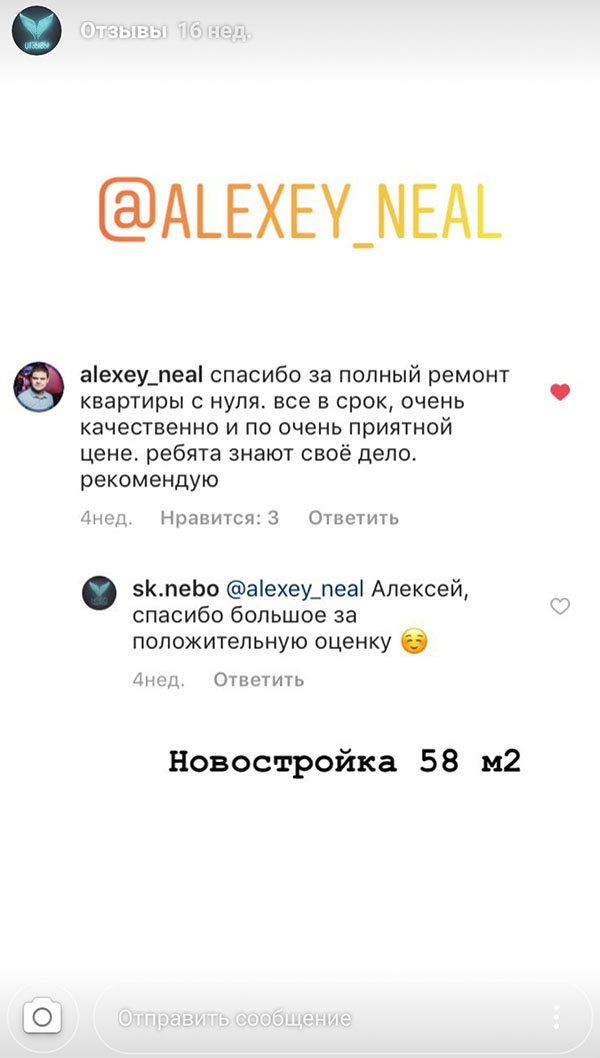 Отзывы 16 нед.
@ALEXEY_NEAL
alexey_neal спасибо за полный ремонт
квартиры с нуля. все в срок, очень
качественно и по очень приятной
цене. ребята знают своё дело.
рекомендую
4нед. Нравится: 3 Ответить
sk.nebo @alexey_neal Алексей,
спасибо большое за
положительную оценку
4нед. Ответить
Новостройка 58 м2
Отправить сообщение